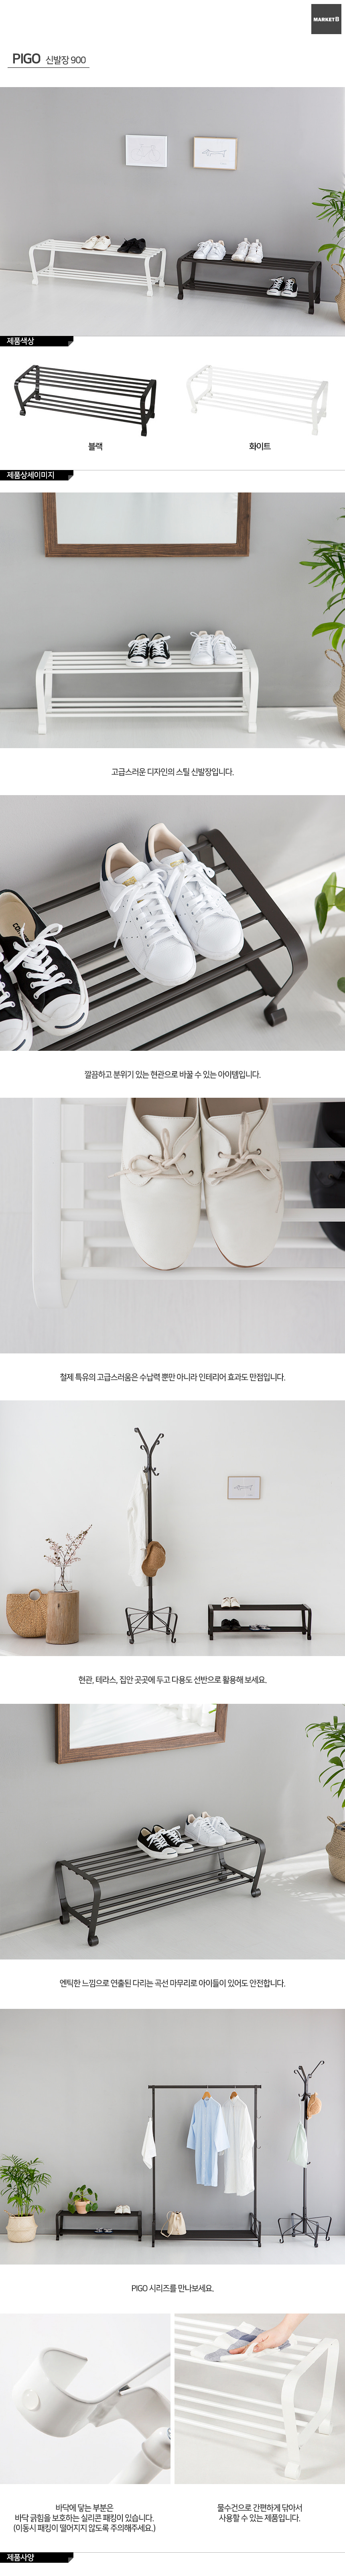 MARKET B
PIGO 신발장 900
제품색상
블랙
화이트
제품상세이미지
고급스러운 디자인의 스틸 신발장입니다.
깔끔하고 분위기 있는 현관으로 바꿀 수 있는 아이템입니다.
철제 특유의 고급스러움은 수납력 뿐만 아니라 인테리어 효과도 만점입니다.
현관, 테라스, 집안 곳곳에 두고 다용도 선반으로 활용해 보세요.
엔틱한 느낌으로 연출된 다리는 곡선 마무리로 아이들이 있어도 안전합니다.
PIGO 시리즈를 만나보세요.
바닥에 닿는 부분은
바닥 긁힘을 보호하는 실리콘 패킹이 있습니다.
(이동시 패킹이 떨어지지 않도록 주의해주세요.)
물수건으로 간편하게 닦아서
사용할 수 있는 제품입니다.
제품사양